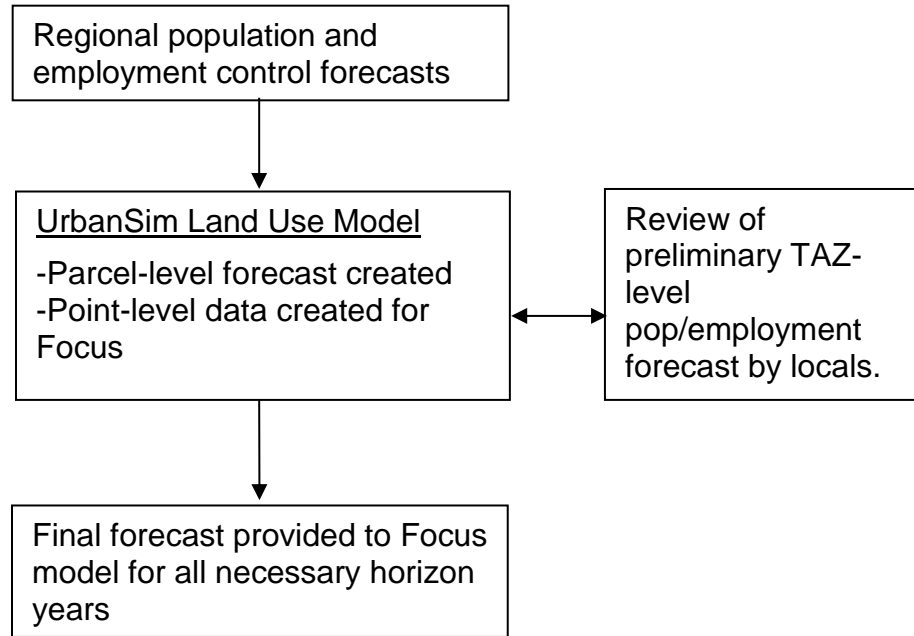 Regional population and
employment control forecasts
UrbanSim Land Use Model
-Parcel-level forecast created
-Point-level data created for
Focus
Review of
preliminary TAZ-
level
pop/employment
forecast by locals.
Final forecast provided to Focus
model for all necessary horizon
years